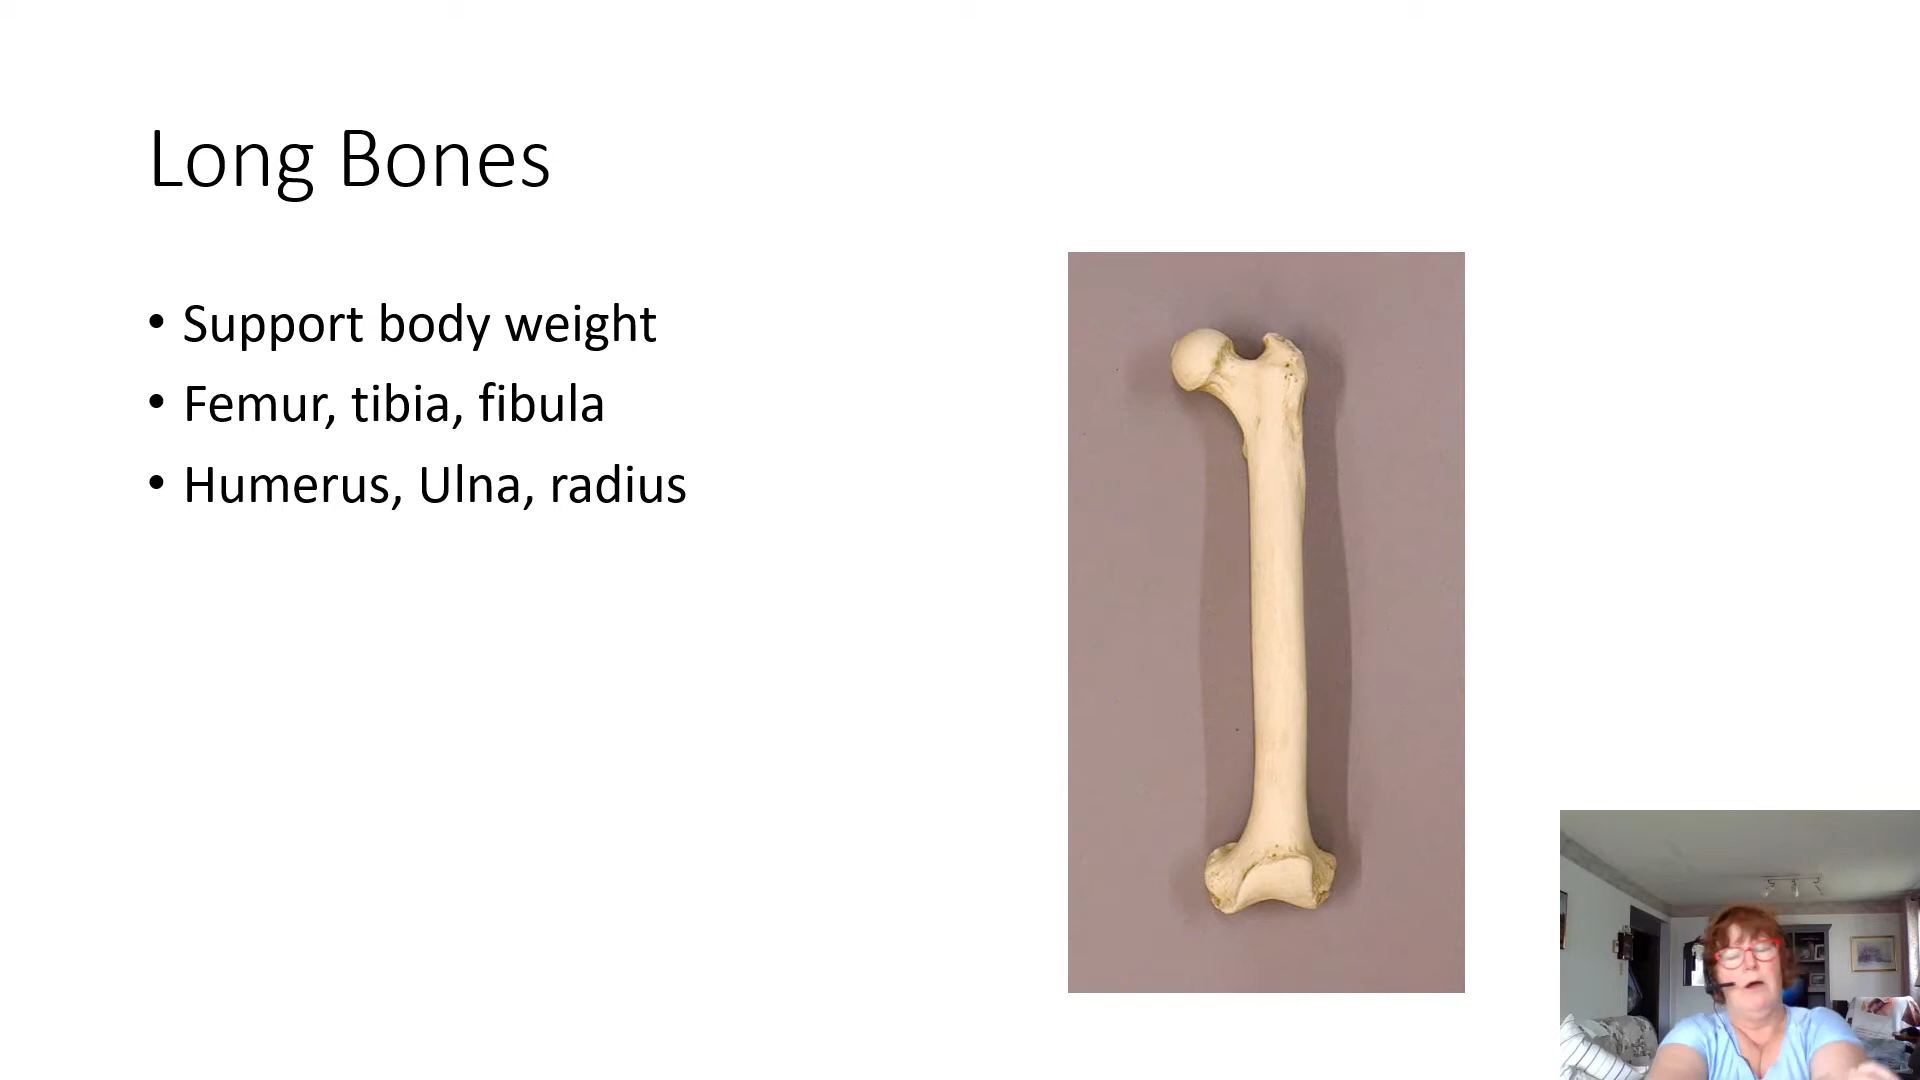 Long Bones
• Support body weight
• Femur, tibia, fibula
• Humerus, Ulna, radius